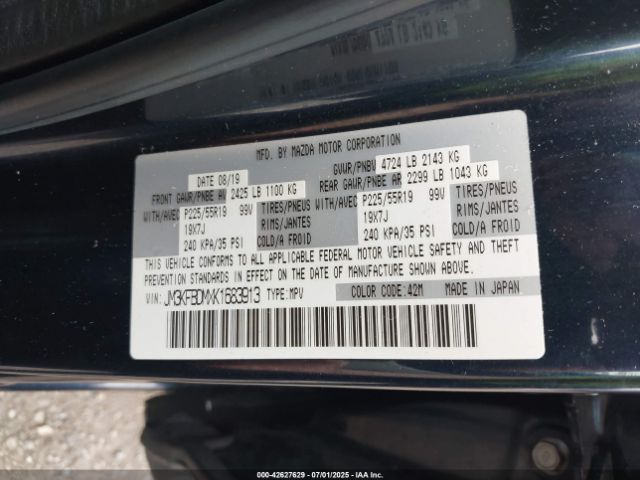 MFG. BY MAZDA MOTOR CORPORATION
DATE 08/19 GVWR/PNBV 4724 LB 2143 KG
FRONT GAWR/PNBE AV 2425 LB 1100 KG REAR GAWR/PNBE AR 2299 LB 1043 KG
WITH/AVEC P225/55R19 99V TIRES/PNEUS WITH/AVEC P225/55R19 99V TIRES/PNEUS
19X7J RIMS/JANTES 19X7J RIMS/JANTES
240 KPA/35 PSI COLD/A FROID 240 KPA/35 PSI COLD/A FROID
THIS VEHICLE CONFORMS TO ALL APPLICABLE FEDERAL MOTOR VEHICLE SAFETY AND THEFT
PREVENTION STANDARDS IN EFFECT ON THE DATE OF MANUFACTURE SHOWN ABOVE.
VIN: JM3KFBDMXK1683913 TYPE:MPV COLOR CODE:42M MADE IN JAPAN
000-42627629 - 07/01/2025 - IAAI.COM